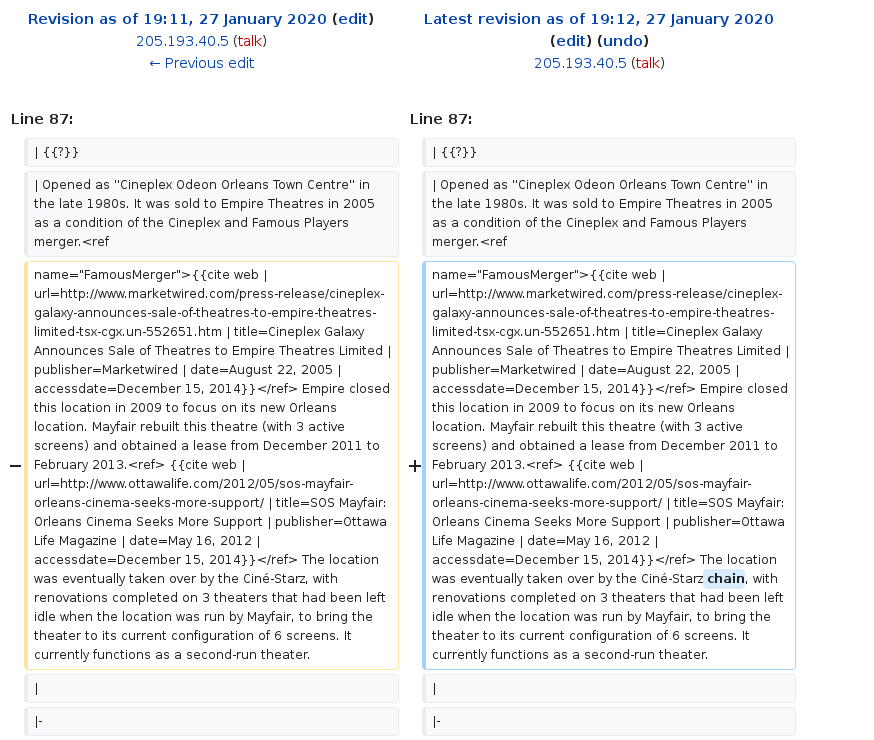 Revision as of 19:11, 27 January 2020 (edit)
205.193.40.5 (talk)
← Previous edit
Latest revision as of 19:12, 27 January 2020
(edit) (undo)
205.193.40.5 (talk)
Line 87:
| {{?}}
| Opened as "Cineplex Odeon Orleans Town Centre" in
the late 1980s. It was sold to Empire Theatres in 2005
as a condition of the Cineplex and Famous Players
merger.<ref
− name="FamousMerger">{{cite web |
url=http://www.marketwired.com/press-release/cineplex-
galaxy-announces-sale-of-theatres-to-empire-theatres-
limited-tsx-cgx.un-552651.htm | title=Cineplex Galaxy
Announces Sale of Theatres to Empire Theatres Limited |
publisher=Marketwired | date=August 22, 2005 |
accessdate=December 15, 2014}}</ref> Empire closed
this location in 2009 to focus on its new Orleans
location. Mayfair rebuilt this theatre (with 3 active
screens) and obtained a lease from December 2011 to
February 2013.<ref> {{cite web |
url=http://www.ottawalife.com/2012/05/sos-mayfair-
orleans-cinema-seeks-more-support/ | title=SOS Mayfair:
Orleans Cinema Seeks More Support | publisher=Ottawa
Life Magazine | date=May 16, 2012 |
accessdate=December 15, 2014}}</ref> The location
was eventually taken over by the Ciné-Starz, with
renovations completed on 3 theaters that had been left
idle when the location was run by Mayfair, to bring the
theater to its current configuration of 6 screens. It
currently functions as a second-run theater.
|
|-
Line 87:
| {{?}}
| Opened as "Cineplex Odeon Orleans Town Centre" in
the late 1980s. It was sold to Empire Theatres in 2005
as a condition of the Cineplex and Famous Players
merger.<ref
+ name="FamousMerger">{{cite web |
url=http://www.marketwired.com/press-release/cineplex-
galaxy-announces-sale-of-theatres-to-empire-theatres-
limited-tsx-cgx.un-552651.htm | title=Cineplex Galaxy
Announces Sale of Theatres to Empire Theatres Limited |
publisher=Marketwired | date=August 22, 2005 |
accessdate=December 15, 2014}}</ref> Empire closed
this location in 2009 to focus on its new Orleans
location. Mayfair rebuilt this theatre (with 3 active
screens) and obtained a lease from December 2011 to
February 2013.<ref> {{cite web |
url=http://www.ottawalife.com/2012/05/sos-mayfair-
orleans-cinema-seeks-more-support/ | title=SOS Mayfair:
Orleans Cinema Seeks More Support | publisher=Ottawa
Life Magazine | date=May 16, 2012 |
accessdate=December 15, 2014}}</ref> The location
was eventually taken over by the Ciné-Starz chain, with
renovations completed on 3 theaters that had been left
idle when the location was run by Mayfair, to bring the
theater to its current configuration of 6 screens. It
currently functions as a second-run theater.
|
|-